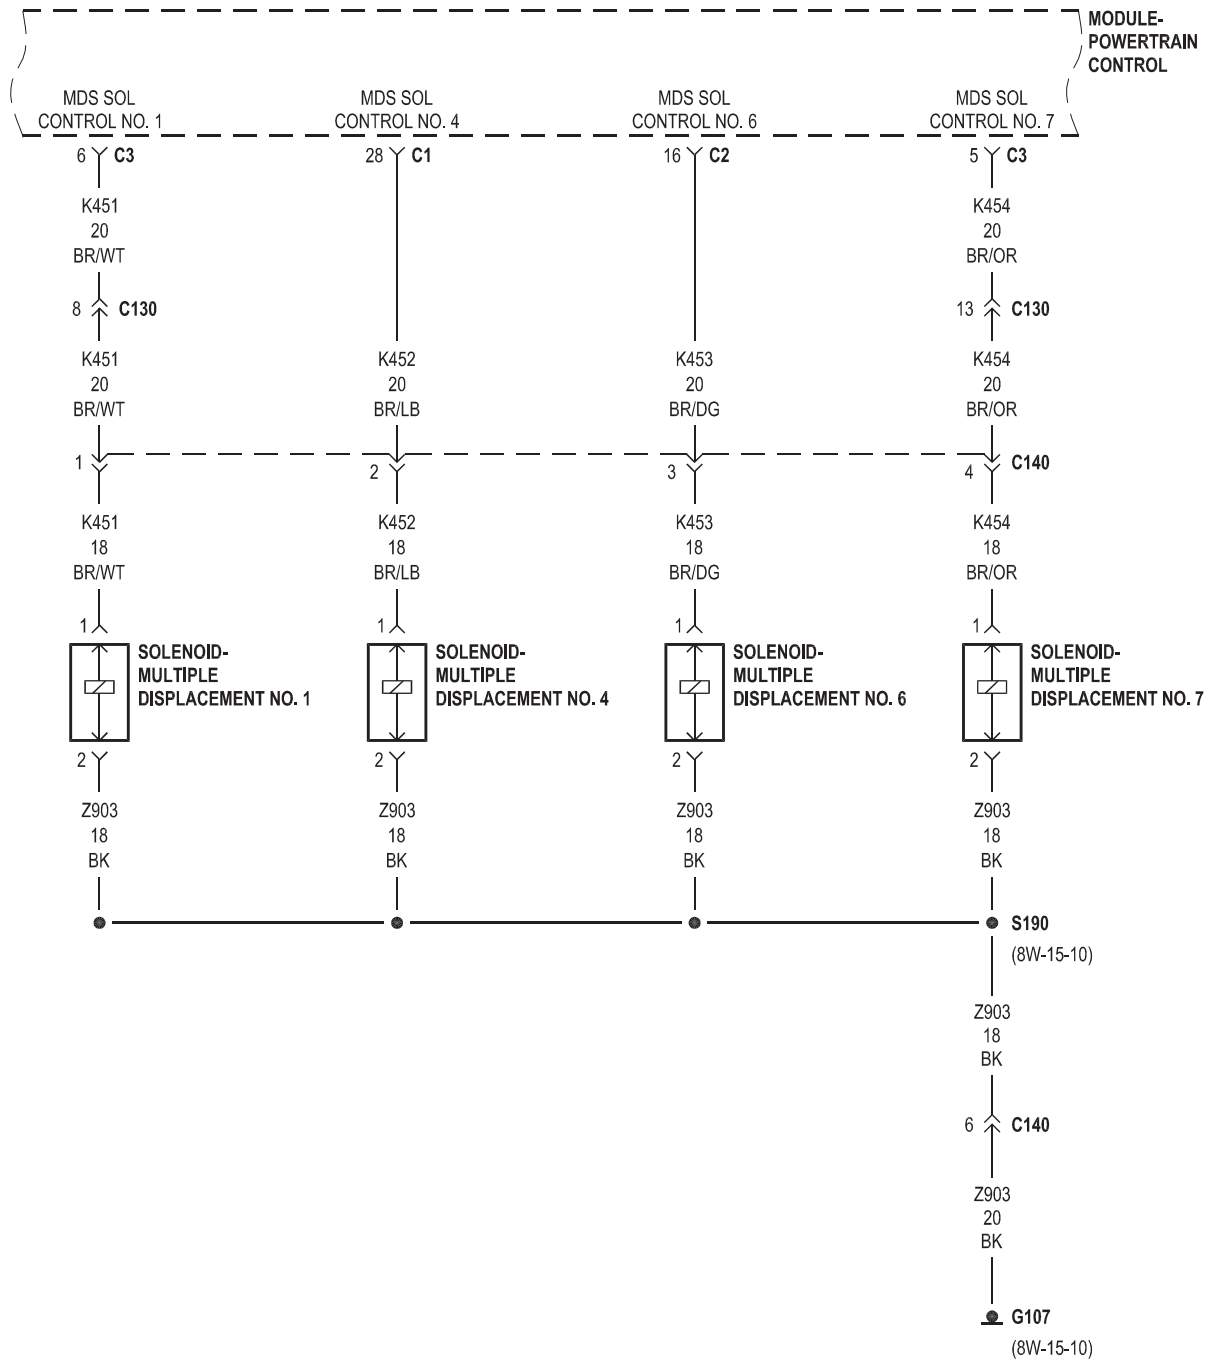 MODULE-
POWERTRAIN
CONTROL
MDS SOL
CONTROL NO. 1
MDS SOL
CONTROL NO. 4
MDS SOL
CONTROL NO. 6
MDS SOL
CONTROL NO. 7
6 C3
28 C1
16 C2
5 C3
K451
20
BR/WT
K454
20
BR/OR
8 C130
13 C130
K451
20
BR/WT
K452
20
BR/LB
K453
20
BR/DG
K454
20
BR/OR
1
2
3
4 C140
K451
18
BR/WT
K452
18
BR/LB
K453
18
BR/DG
K454
18
BR/OR
1
1
1
1
SOLENOID-
MULTIPLE
DISPLACEMENT NO. 1
SOLENOID-
MULTIPLE
DISPLACEMENT NO. 4
SOLENOID-
MULTIPLE
DISPLACEMENT NO. 6
SOLENOID-
MULTIPLE
DISPLACEMENT NO. 7
2
2
2
2
Z903
18
BK
Z903
18
BK
Z903
18
BK
Z903
18
BK
S190
(8W-15-10)
Z903
18
BK
6 C140
Z903
20
BK
G107
(8W-15-10)